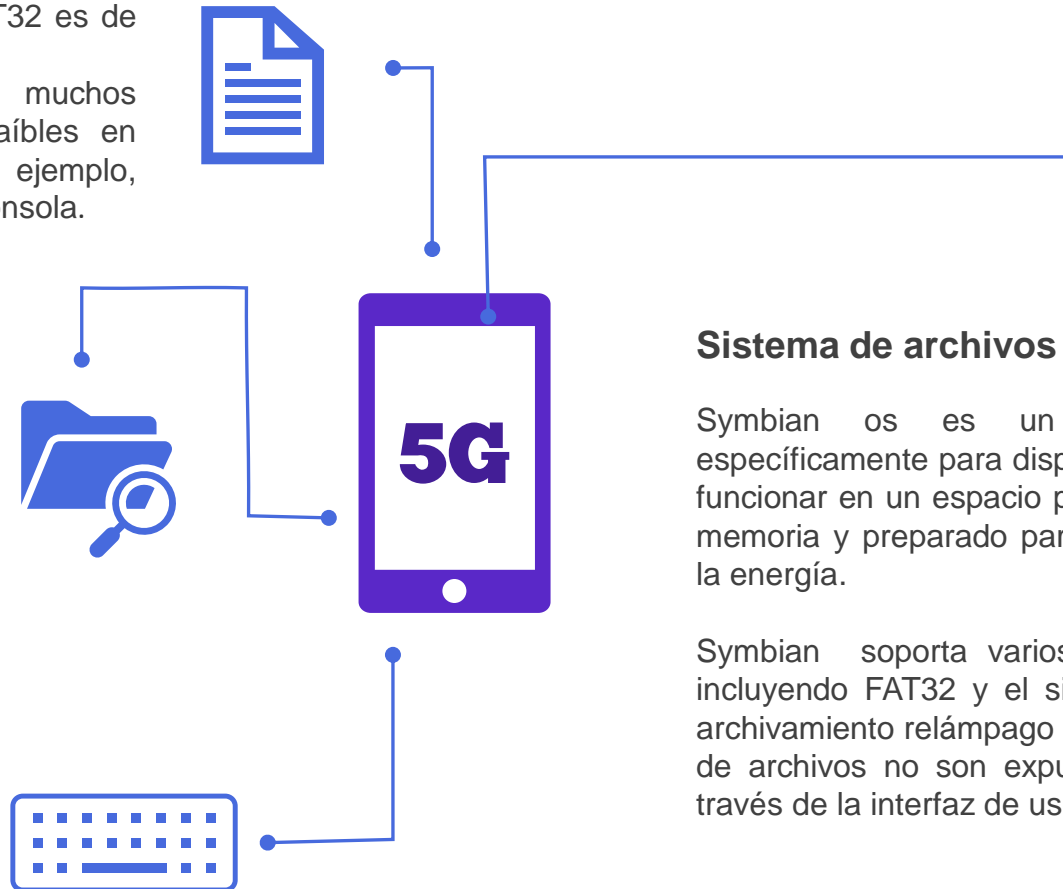 T32 es de
muchos
aíbles en
ejemplo,
nsola.
5G
Sistema de archivos
Symbian os es un
específicamente para disp
funcionar en un espacio p
memoria y preparado par
la energía.
Symbian soporta varios
incluyendo FAT32 y el si
archivamiento relámpago
de archivos no son expu
través de la interfaz de us